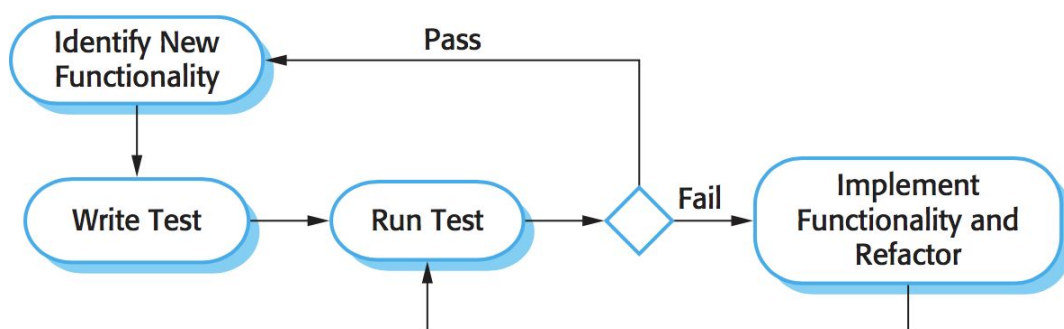 Identify New
Functionality
Pass
Write Test
Run Test
Fail
Implement
Functionality and
Refactor